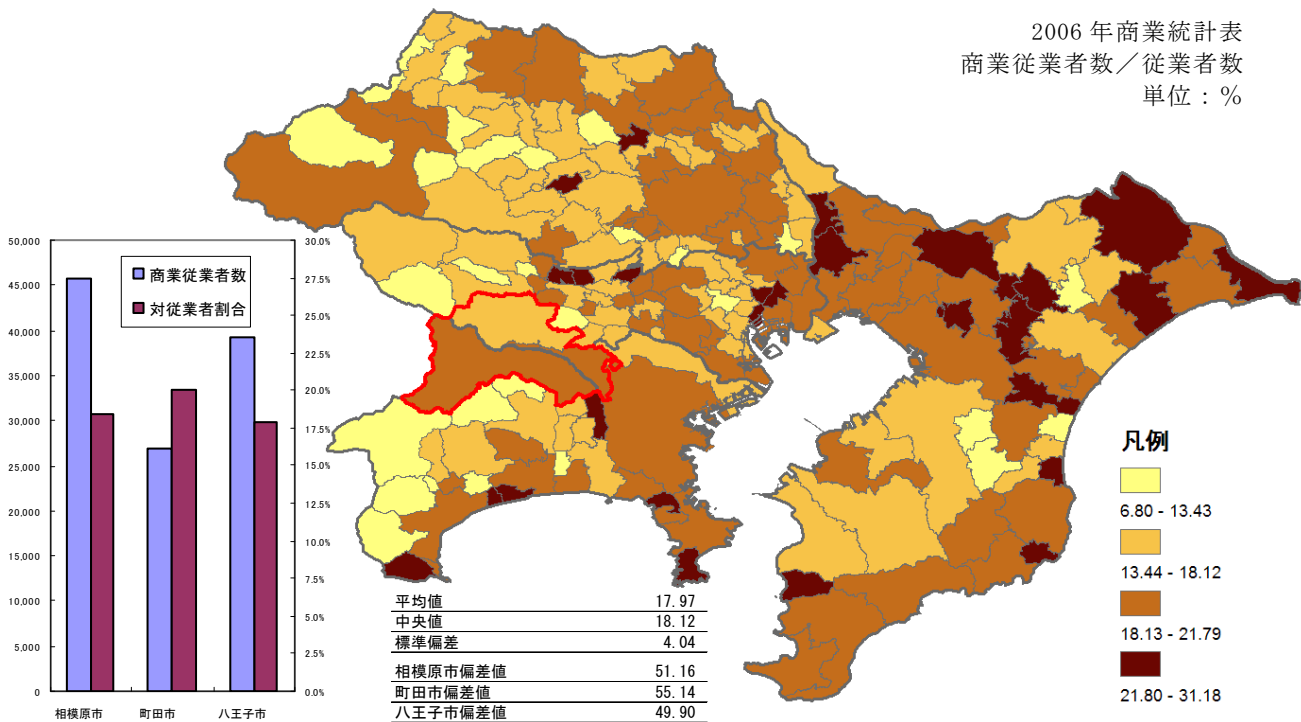 2006 年商業統計表
商業従業者数／従業者数
単位：％
50,000
45,000
40,000
35,000
30,000
25,000
20,000
15,000
10,000
5,000
0
30.0%
27.5%
25.0%
22.5%
20.0%
17.5%
15.0%
12.5%
10.0%
7.5%
5.0%
2.5%
0.0%
商業従業者数
対従業者割合
相模原市
町田市
八王子市
平均値 17.97
中央値 18.12
標準偏差 4.04
相模原市偏差値 51.16
町田市偏差値 55.14
八王子市偏差値 49.90
凡例
6.80 - 13.43
13.44 - 18.12
18.13 - 21.79
21.80 - 31.18